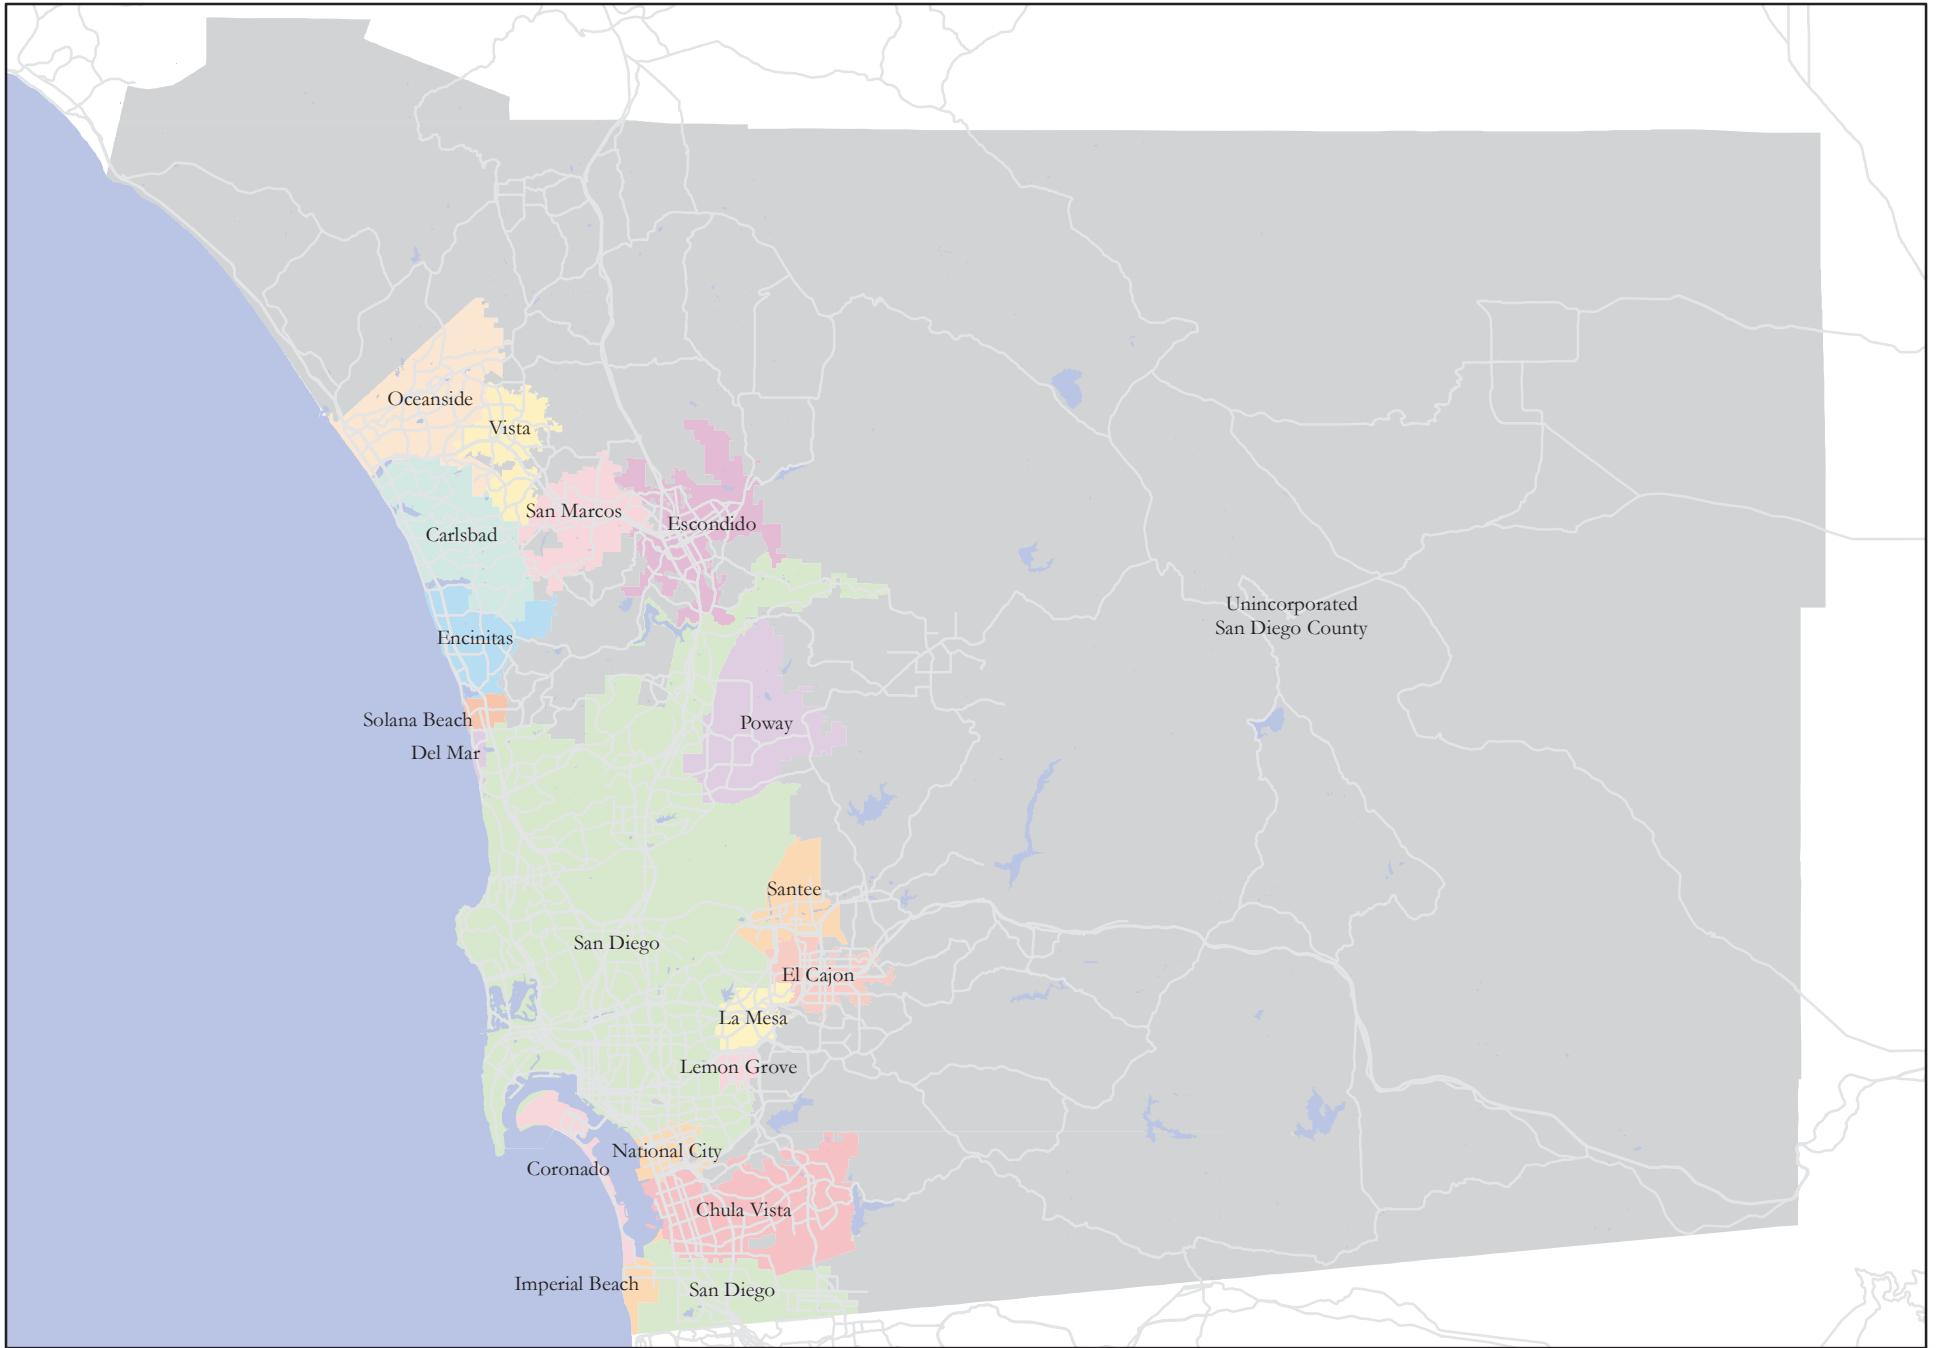 Oceanside
Vista
San Marcos
Escondido
Carlsbad
Unincorporated
San Diego County
Encinitas
Solana Beach
Poway
Del Mar
Santee
San Diego
El Cajon
La Mesa
Lemon Grove
National City
Coronado
Chula Vista
Imperial Beach
San Diego